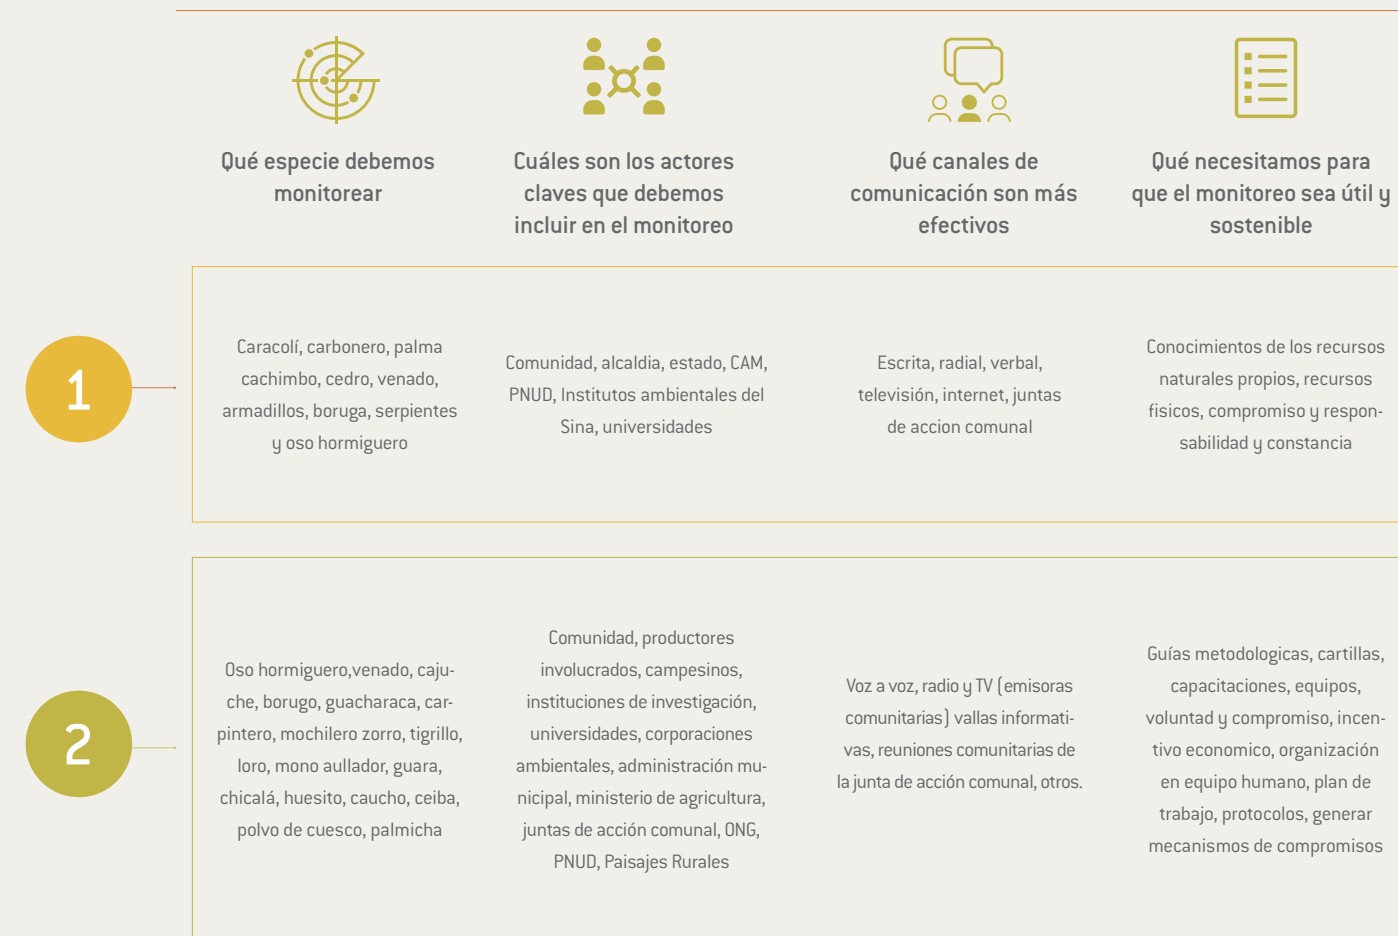 Qué especie debemos
monitorear
Cuáles son los actores
claves que debemos
incluir en el monitoreo
Qué canales de
comunicación son más
efectivos
Qué necesitamos para
que el monitoreo sea útil y
sostenible
1
Caracolí, carbonero, palma
cachimbo, cedro, venado,
armadillos, boruga, serpientes
y oso hormiguero
Comunidad, alcaldia, estado, CAM,
PNUD, Institutos ambientales del
Sina, universidades
Escrita, radial, verbal,
televisión, internet, juntas
de accion comunal
Conocimientos de los recursos
naturales propios, recursos
fisicos, compromiso y respon-
sabilidad y constancia
2
Oso hormiguero,venado, caju-
che, borugo, guacharaca, car-
pintero, mochilero zorro, tigrillo,
loro, mono aullador, guara,
chicalá, huesito, caucho, ceiba,
polvo de cuesco, palmicha
Comunidad, productores
involucrados, campesinos,
instituciones de investigación,
universidades, corporaciones
ambientales, administración mu-
nicipal, ministerio de agricultura,
juntas de acción comunal, ONG,
PNUD, Paisajes Rurales
Voz a voz, radio y TV (emisoras
comunitarias) vallas informati-
vas, reuniones comunitarias de
la junta de acción comunal, otros.
Guías metodologicas, cartillas,
capacitaciones, equipos,
voluntad y compromiso, incen-
tivo economico, organización
en equipo humano, plan de
trabajo, protocolos, generar
mecanismos de compromisos